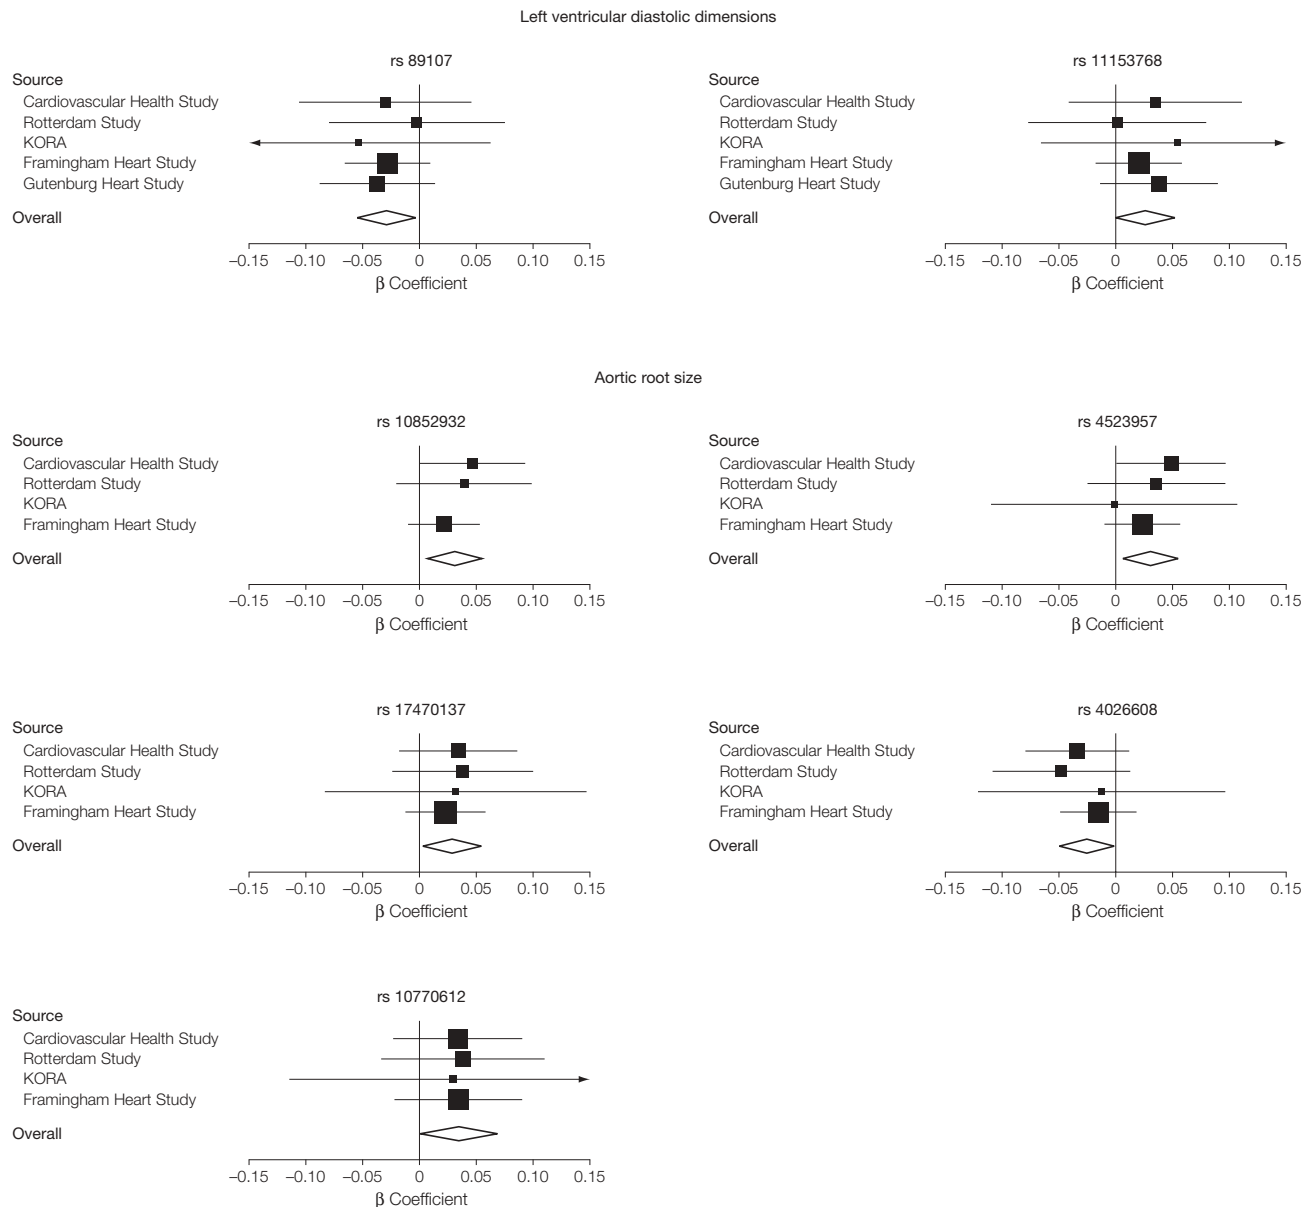 Left ventricular diastolic dimensions
rs 89107
Source
Cardiovascular Health Study
Rotterdam Study
KORA
Framingham Heart Study
Gutenburg Heart Study
Overall
–0.15 –0.10 –0.05 0 0.05 0.10 0.15
β Coefficient
rs 11153768
Source
Cardiovascular Health Study
Rotterdam Study
KORA
Framingham Heart Study
Gutenburg Heart Study
Overall
–0.15 –0.10 –0.05 0 0.05 0.10 0.15
β Coefficient
Aortic root size
rs 10852932
Source
Cardiovascular Health Study
Rotterdam Study
KORA
Framingham Heart Study
Overall
–0.15 –0.10 –0.05 0 0.05 0.10 0.15
β Coefficient
rs 4523957
Source
Cardiovascular Health Study
Rotterdam Study
KORA
Framingham Heart Study
Overall
–0.15 –0.10 –0.05 0 0.05 0.10 0.15
β Coefficient
rs 17470137
Source
Cardiovascular Health Study
Rotterdam Study
KORA
Framingham Heart Study
Overall
–0.15 –0.10 –0.05 0 0.05 0.10 0.15
β Coefficient
rs 4026608
Source
Cardiovascular Health Study
Rotterdam Study
KORA
Framingham Heart Study
Overall
–0.15 –0.10 –0.05 0 0.05 0.10 0.15
β Coefficient
rs 10770612
Source
Cardiovascular Health Study
Rotterdam Study
KORA
Framingham Heart Study
Overall
–0.15 –0.10 –0.05 0 0.05 0.10 0.15
β Coefficient